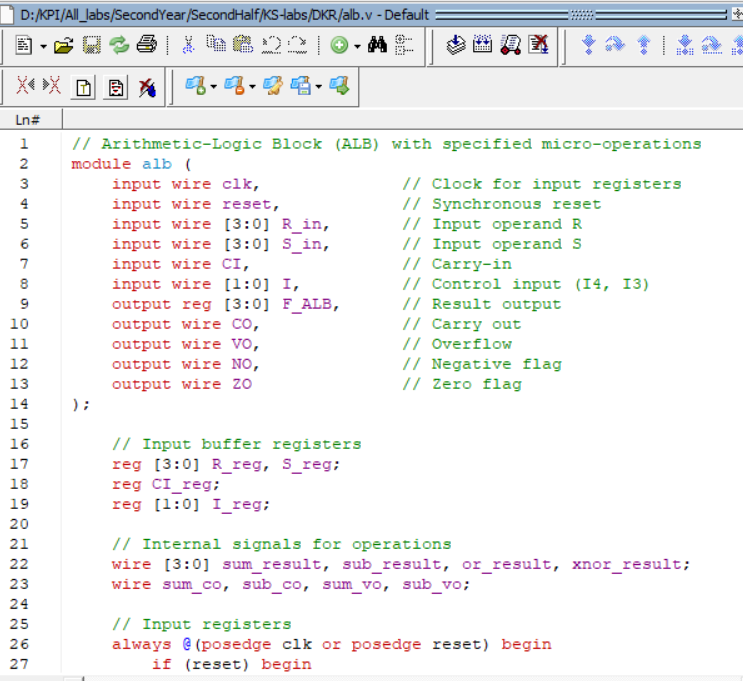 D:/KPI/All_labs/SecondYear/SecondHalf/KS-labs/DKR/alb.v - Default
Ln#
1 // Arithmetic-Logic Block (ALB) with specified micro-operations
2 module alb (
3     input wire clk,              // Clock for input registers
4     input wire reset,            // Synchronous reset
5     input wire [3:0] R_in,       // Input operand R
6     input wire [3:0] S_in,       // Input operand S
7     input wire CI,               // Carry-in
8     input wire [1:0] I,          // Control input (I4, I3)
9     output reg [3:0] F_ALB,      // Result output
10     output wire CO,              // Carry out
11     output wire VO,              // Overflow
12     output wire NO,              // Negative flag
13     output wire ZO               // Zero flag
14 );
15
16     // Input buffer registers
17     reg [3:0] R_reg, S_reg;
18     reg CI_reg;
19     reg [1:0] I_reg;
20
21     // Internal signals for operations
22     wire [3:0] sum_result, sub_result, or_result, xnor_result;
23     wire sum_co, sub_co, sum_vo, sub_vo;
24
25     // Input registers
26     always @(posedge clk or posedge reset) begin
27         if (reset) begin